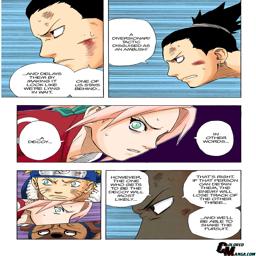 A
DIVERSIONARY
TACTIC
DISGUISED AS
AN AMBUSH?
ONE OF
US STAYS
BEHIND...
...AND DELAYS
THEM BY
MAKING IT
LOOK LIKE
WE'RE LYING
IN WAIT.
IN
OTHER
WORDS...
A
DECOY...
THAT'S RIGHT.
IF THAT PERSON
CAN DETAIN
THEM, THE
ENEMY WILL
LOSE TRACK OF
THE OTHER
THREE...
...AND WE'LL
BE ABLE TO
SHAKE THE
PURSUIT.
HOWEVER,
THE ONE
WHO GETS
TO BE THE
DECOY WILL
MOST
LIKELY...
COLORED
MANGA.COM